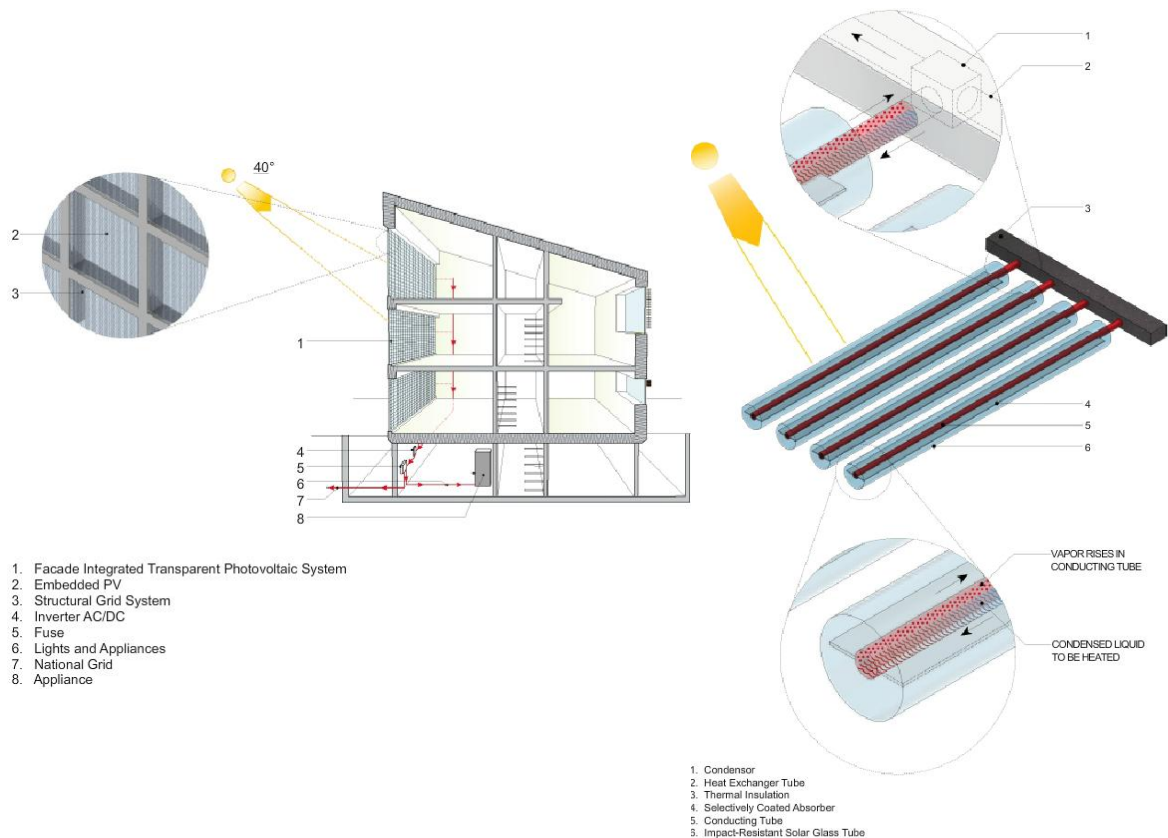 40°
2
3
1
4
5
6
7
8
1. Facade Integrated Transparent Photovoltaic System
2. Embedded PV
3. Structural Grid System
4. Inverter AC/DC
5. Fuse
6. Lights and Appliances
7. National Grid
8. Appliance
1
2
3
4
5
6
VAPOR RISES IN
CONDUCTING TUBE
CONDENSED LIQUID
TO BE HEATED
1. Condensor
2. Heat Exchanger Tube
3. Thermal Insulation
4. Selectively Coated Absorber
5. Conducting Tube
6. Impact-Resistant Solar Glass Tube